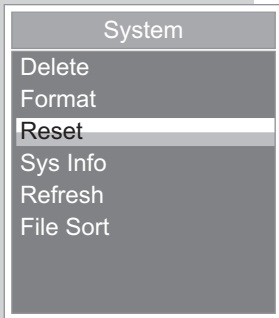 System
Delete
Format
Reset
Sys Info
Refresh
File Sort